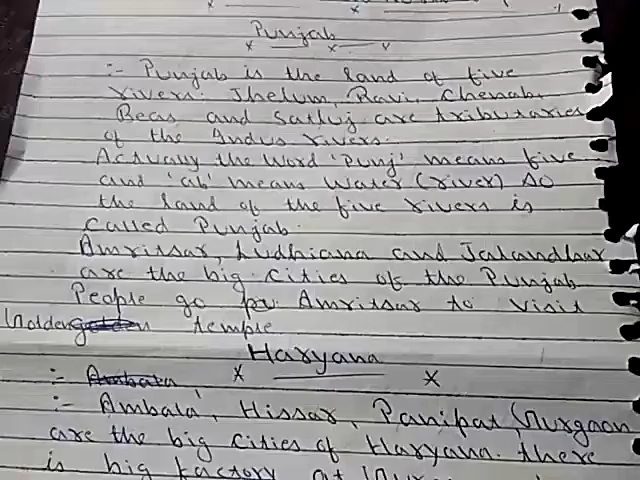 Punjab
:- Punjab is the land of five
rivers. Jhelum, Ravi, Chenab,
Beas and Satluj are tributaries
of the Indus rivers.
Actually the word 'Punj' means five
and 'ab' means water (river) so
the land of the five rivers is
called Punjab.
Amritsar, Ludhiana and Jalandhar
are the big cities of the Punjab
People go for Amritsar to visit
Golden temple
Haryana
:-
:- Ambala, Hissar, Panipat, Gurgaon
are the big cities of Haryana. There
is big factory at